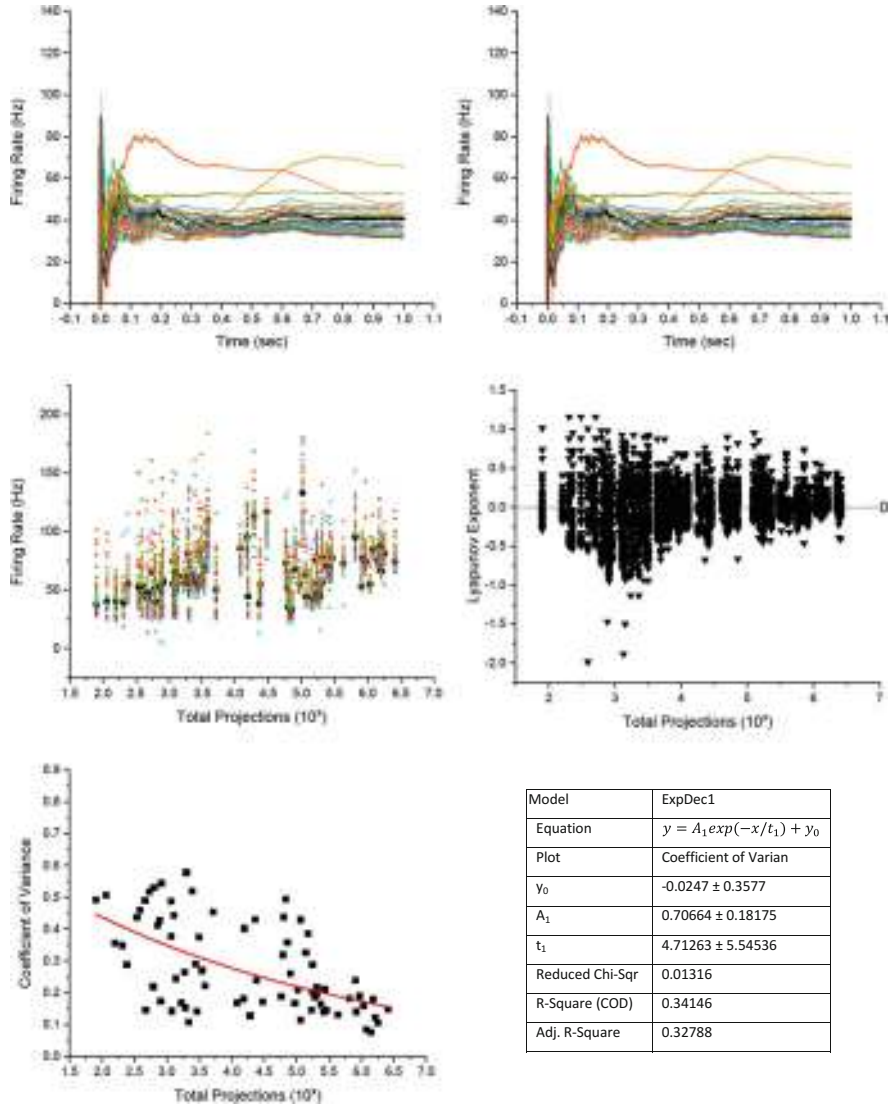 140
120
100
80
60
40
20
0
Firing Rate (Hz)
-0.1 0.0 0.1 0.2 0.3 0.4 0.5 0.6 0.7 0.8 0.9 1.0 1.1
Time (sec)
140
120
100
80
60
40
20
0
Firing Rate (Hz)
-0.1 0.0 0.1 0.2 0.3 0.4 0.5 0.6 0.7 0.8 0.9 1.0 1.1
Time (sec)
200
150
100
50
0
Firing Rate (Hz)
1.5 2.0 2.5 3.0 3.5 4.0 4.5 5.0 5.5 6.0 6.5 7.0
Total Projections
1.5
1.0
0.5
0.0
-0.5
-1.0
-1.5
-2.0
Lyapunov Exponent
0
2 3 4 5 6 7
Total Projections
0.9
0.8
0.7
0.6
0.5
0.4
0.3
0.2
0.1
0.0
Coefficient of Variance
1.5 2.0 2.5 3.0 3.5 4.0 4.5 5.0 5.5 6.0 6.5 7.0
Total Projections
Model ExpDec1
Equation y = A₁exp(−x/t₁) + y₀
Plot Coefficient of Varian
y₀ -0.0247 ± 0.3577
A₁ 0.70664 ± 0.18175
t₁ 4.71263 ± 5.54536
Reduced Chi-Sqr 0.01316
R-Square (COD) 0.34146
Adj. R-Square 0.32788